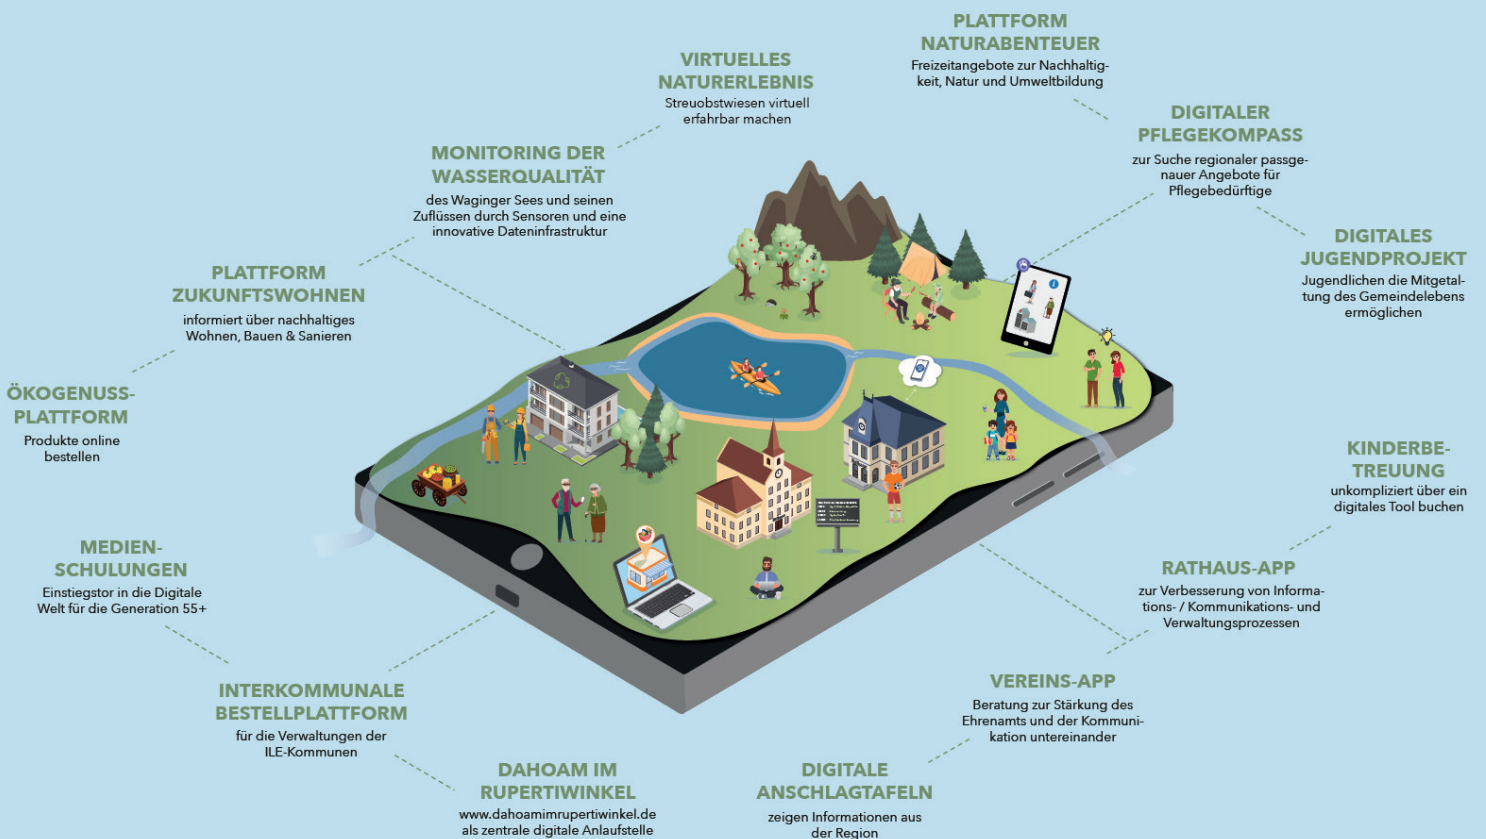 PLATTFORM
NATURABENTEUER
Freizeitangebote zur Nachhaltig-
keit, Natur und Umweltbildung
VIRTUELLES
NATURERLEBNIS
Streuobstwiesen virtuell
erfahrbar machen
DIGITALER
PFLEGEKOMPASS
zur Suche regionaler passge-
nauer Angebote für
Pflegebedürftige
MONITORING DER
WASSERQUALITÄT
des Waginger Sees und seinen
Zuflüssen durch Sensoren und eine
innovative Dateninfrastruktur
DIGITALES
JUGENDPROJEKT
Jugendlichen die Mitgetal-
tung des Gemeindelebens
ermöglichen
PLATTFORM
ZUKUNFTSWOHNEN
informiert über nachhaltiges
Wohnen, Bauen & Sanieren
ÖKOGENUSS-
PLATTFORM
Produkte online
bestellen
KINDERBE-
TREUUNG
unkompliziert über ein
digitales Tool buchen
MEDIEN-
SCHULUNGEN
Einstiegstor in die Digitale
Welt für die Generation 55+
RATHAUS-APP
zur Verbesserung von Informa-
tions- / Kommunikations- und
Verwaltungsprozessen
INTERKOMMUNALE
BESTELLPLATTFORM
für die Verwaltungen der
ILE-Kommunen
VEREINS-APP
Beratung zur Stärkung des
Ehrenamts und der Kommuni-
kation untereinander
DAHOAM IM
RUPERTIWINKEL
www.dahoamimrupertiwinkel.de
als zentrale digitale Anlaufstelle
DIGITALE
ANSCHLAGTAFELN
zeigen Informationen aus
der Region